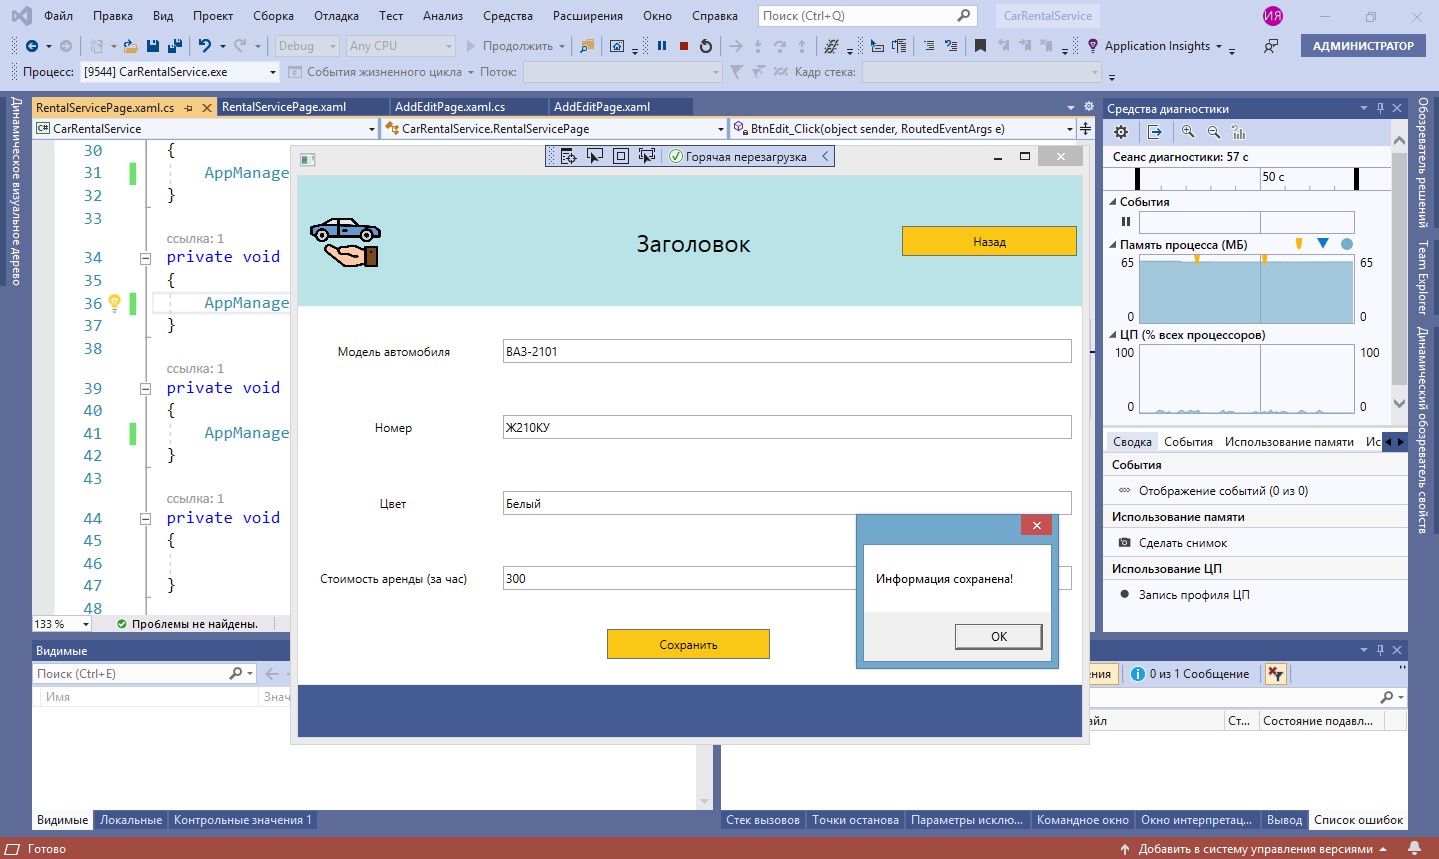 Файл Правка Вид Проект Сборка Отладка Тест Анализ Средства Расширения Окно Справка Поиск (Ctrl+Q) CarRentalService ИЯ
Debug Any CPU Продолжить Application Insights АДМИНИСТРАТОР
Процесс: [9544] CarRentalService.exe События жизненного цикла Поток: Кадр стека:
Динамическое визуальное дерево
RentalServicePage.xaml.cs RentalServicePage.xaml AddEditPage.xaml.cs AddEditPage.xaml
C# CarRentalService CarRentalService.RentalServicePage BtnEdit_Click(object sender, RoutedEventArgs e)
30 {
31 AppManage
32 }
33
ссылка: 1
34 private void
35 {
36 AppManage
37 }
38
ссылка: 1
39 private void
40 {
41 AppManage
42 }
43
ссылка: 1
44 private void
45 {
46
47 }
48
133 % Проблемы не найдены.
Горячая перезагрузка
Заголовок
Назад
Модель автомобиля ВАЗ-2101
Номер Ж210КУ
Цвет Белый
Стоимость аренды (за час) 300
Сохранить
Информация сохранена!
OK
Средства диагностики
Сеанс диагностики: 57 с
50 с
События
Память процесса (МБ)
65 65
0 0
ЦП (% всех процессоров)
100 100
0 0
Сводка События Использование памяти Ис
События
Отображение событий (0 из 0)
Использование памяти
Сделать снимок
Использование ЦП
Запись профиля ЦП
Обозреватель решений
Team Explorer
Динамический обозреватель свойств
Видимые
Поиск (Ctrl+E)
Имя Знач
Видимые Локальные Контрольные значения 1
ения 0 из 1 Сообщение
айл Ст... Состояние подавл...
Стек вызовов Точки останова Параметры исклю... Командное окно Окно интерпретац... Вывод Список ошибок
Готово Добавить в систему управления версиями